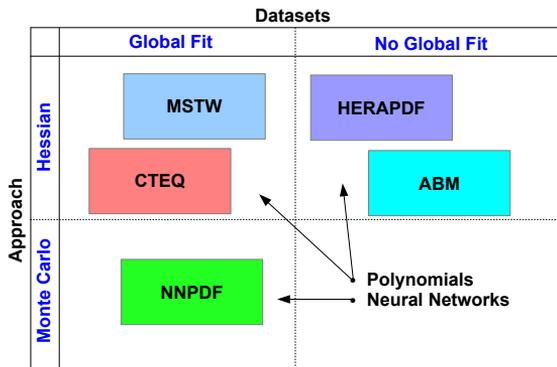 Datasets
Global Fit
No Global Fit
Approach
Hessian
MSTW
HERAPDF
CTEQ
ABM
Monte Carlo
NNPDF
Polynomials
Neural Networks